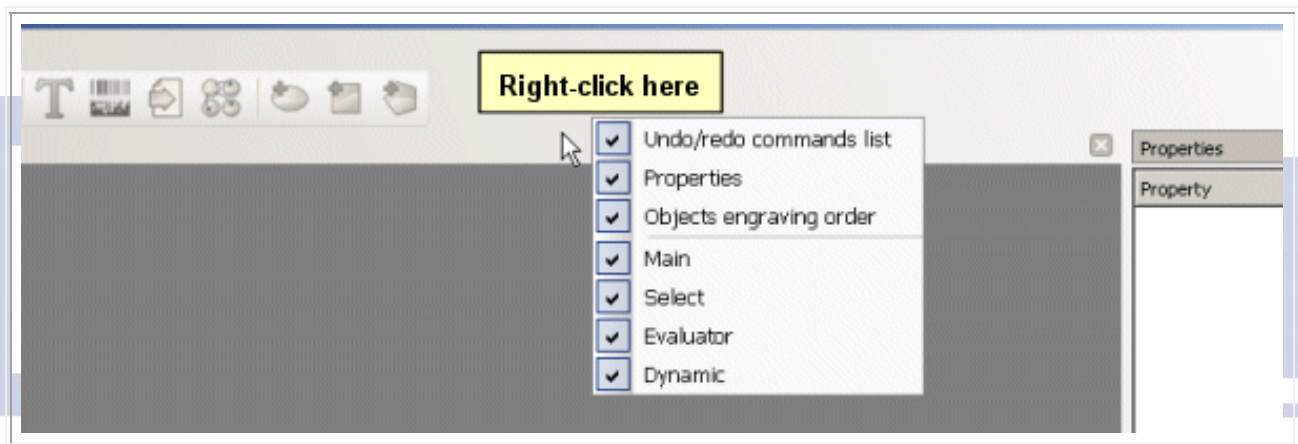 T
Right-click here
Undo/redo commands list
Properties
Objects engraving order
Main
Select
Evaluator
Dynamic
Properties
Property